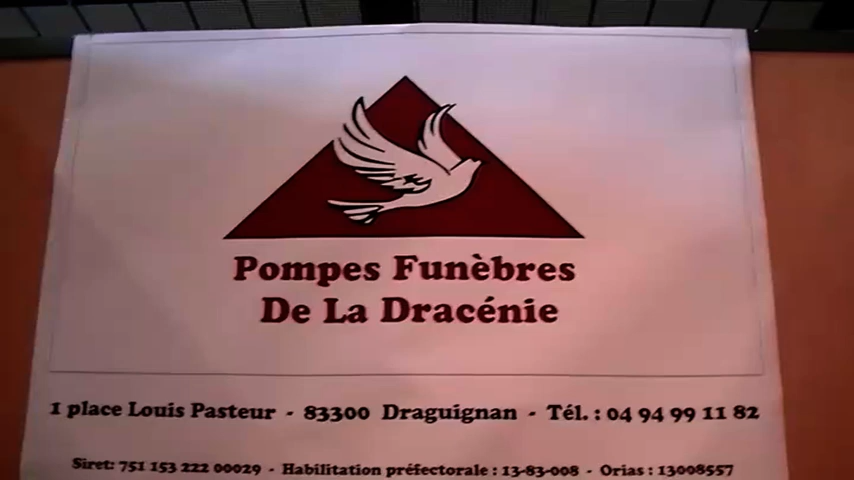 Pompes Funèbres
De La Dracénie
1 place Louis Pasteur - 83300 Draguignan - Tél. : 04 94 99 11 82
Siret: 751 153 222 00029 - Habilitation préfectorale : 13-83-008 - Orias : 13008557